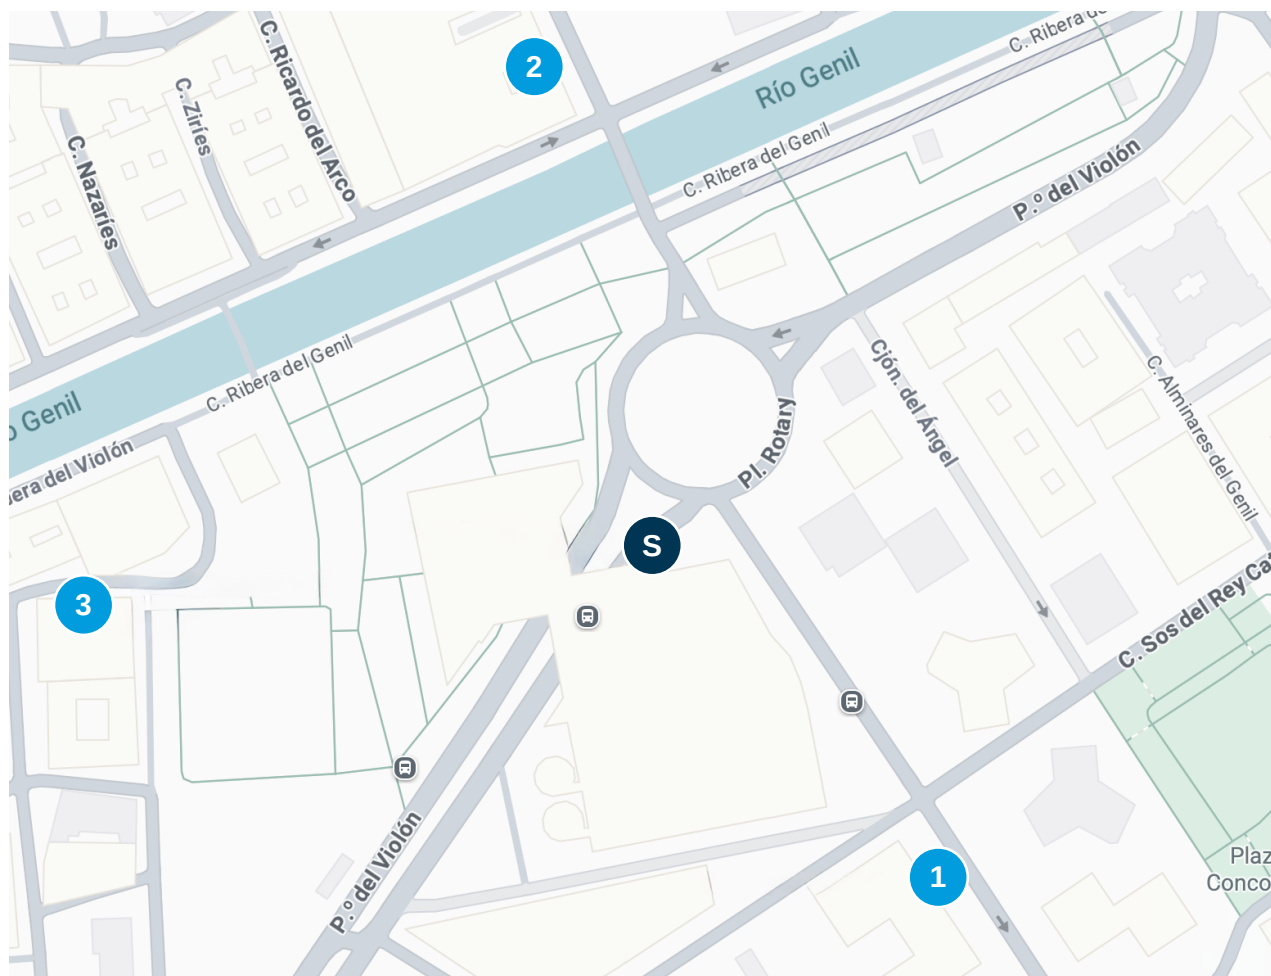 C. Ribera de
C. Ricardo del Arco
2
Río Genil
C. Ziríes
C. Nazaríes
C. Ribera del Genil
P.º del Violón
C. Ribera del Genil
Cjón. del Ángel
C. Alminares del Genil
o Genil
Pl. Rotary
era del Violón
S
C. Sos del Rey Cat
3
P.º del Violón
1
Plaz
Conco